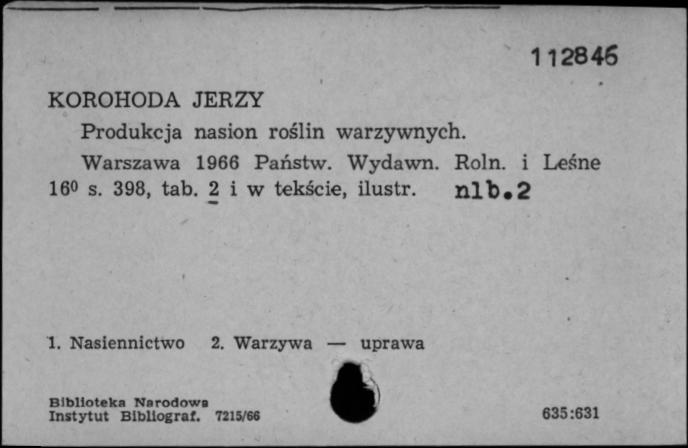 112846
KOROHODA JERZY
Produkcja nasion roślin warzywnych.
Warszawa 1966 Państw. Wydawn. Roln. i Leśne
16⁰ s. 398, tab. 2 i w tekście, ilustr. nlb.2
1. Nasiennictwo 2. Warzywa — uprawa
Biblioteka Narodowa
Instytut Bibliograf. 7215/66
635:631